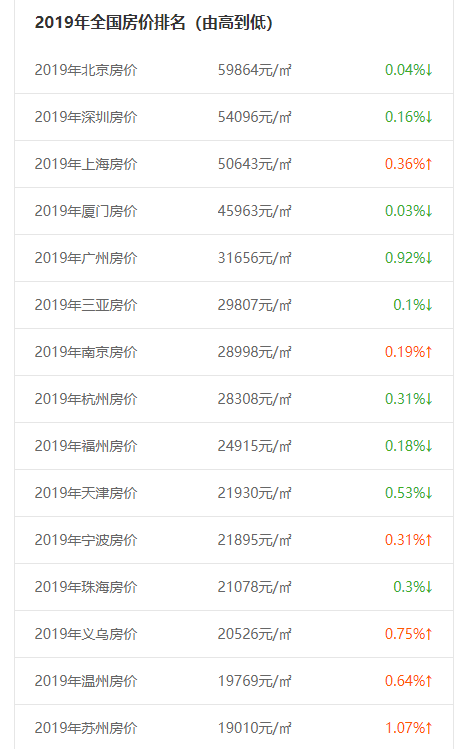 2019年全国房价排名（由高到低）
2019年北京房价 59864元/㎡ 0.04%↓
2019年深圳房价 54096元/㎡ 0.16%↓
2019年上海房价 50643元/㎡ 0.36%↑
2019年厦门房价 45963元/㎡ 0.03%↓
2019年广州房价 31656元/㎡ 0.92%↓
2019年三亚房价 29807元/㎡ 0.1%↓
2019年南京房价 28998元/㎡ 0.19%↑
2019年杭州房价 28308元/㎡ 0.31%↓
2019年福州房价 24915元/㎡ 0.18%↓
2019年天津房价 21930元/㎡ 0.53%↓
2019年宁波房价 21895元/㎡ 0.31%↑
2019年珠海房价 21078元/㎡ 0.3%↓
2019年义乌房价 20526元/㎡ 0.75%↑
2019年温州房价 19769元/㎡ 0.64%↑
2019年苏州房价 19010元/㎡ 1.07%↑